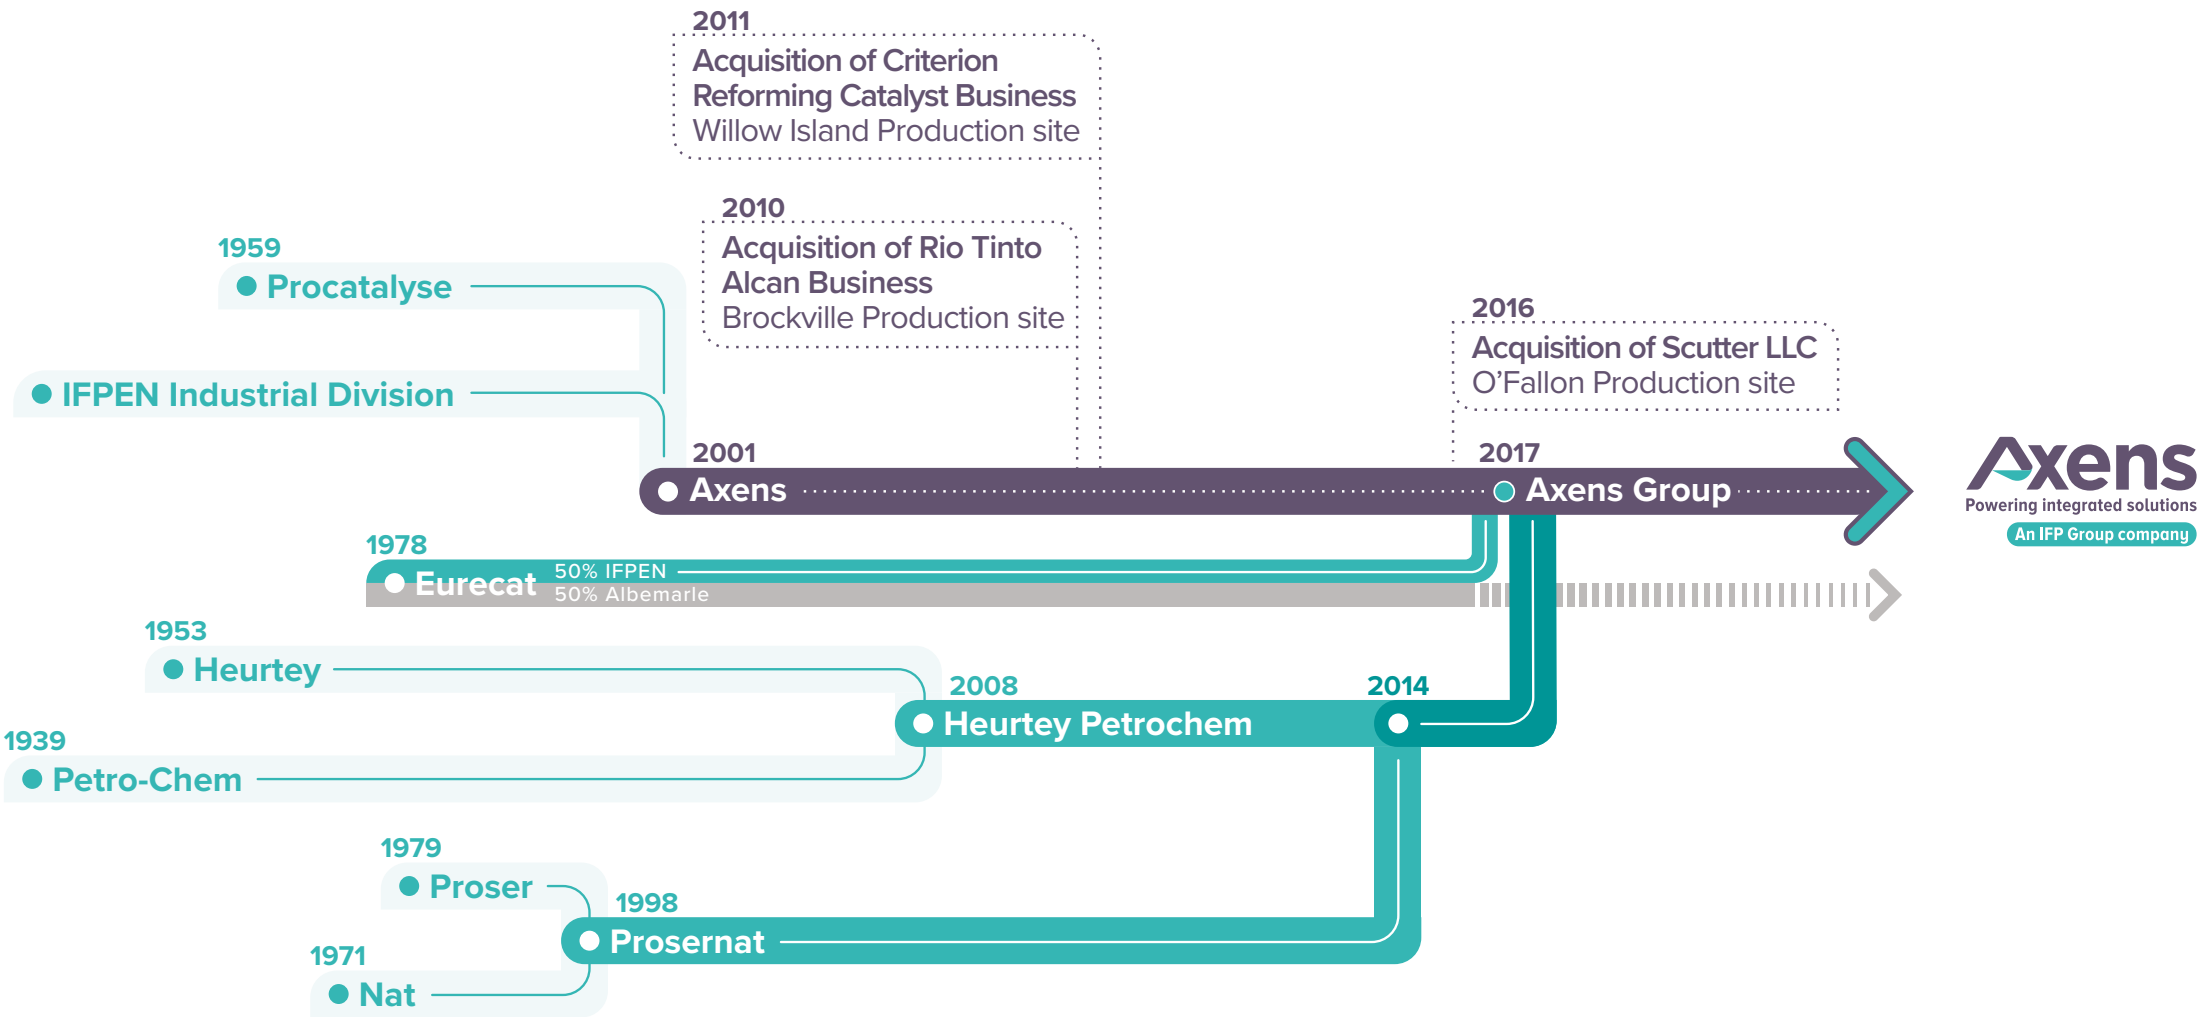 2011
Acquisition of Criterion
Reforming Catalyst Business
Willow Island Production site
2010
Acquisition of Rio Tinto
Alcan Business
Brockville Production site
1959
Procatalyse
2016
Acquisition of Scutter LLC
O’Fallon Production site
IFPEN Industrial Division
2001
Axens
2017
Axens Group
Axens
Powering integrated solutions
An IFP Group company
1978
Eurecat
50% IFPEN
50% Albemarle
1953
Heurtey
2008
Heurtey Petrochem
2014
1939
Petro-Chem
1979
Proser
1998
Prosernat
1971
Nat